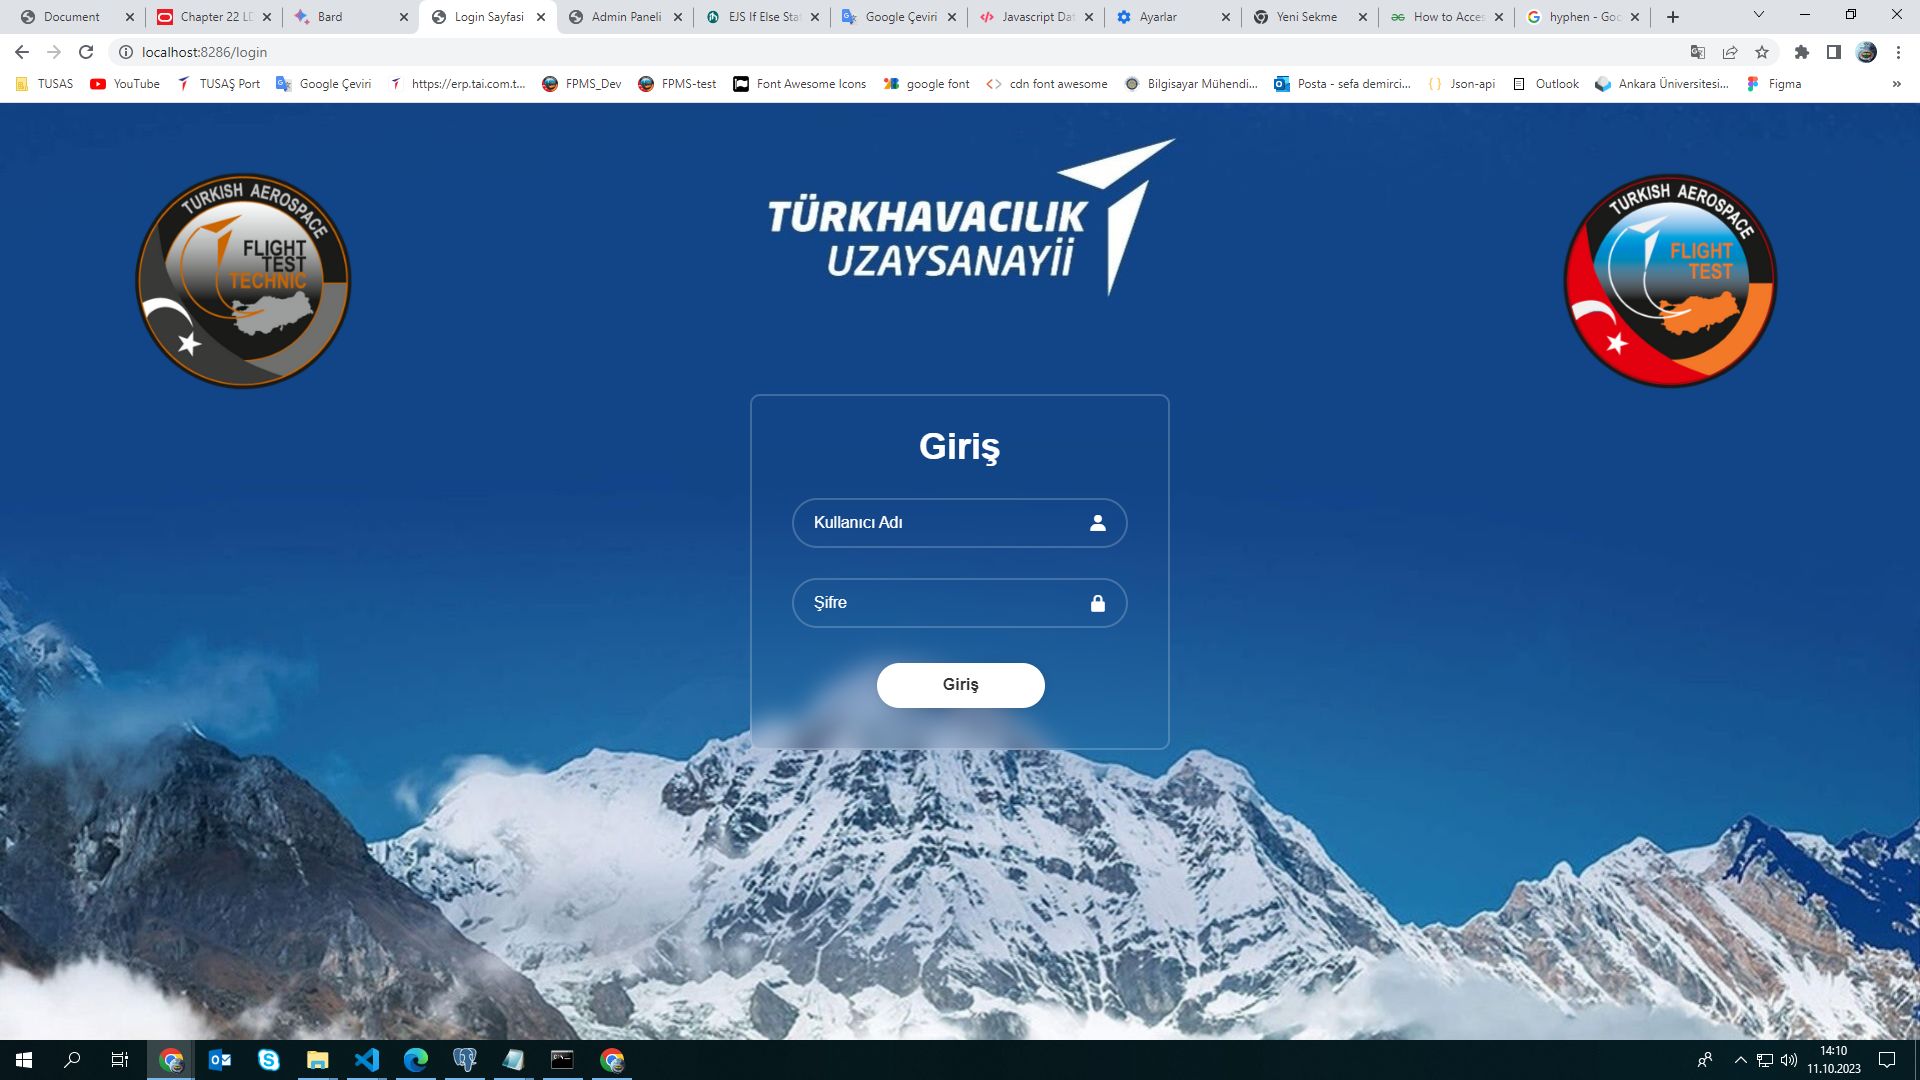 Document
Chapter 22 LD
Bard
Login Sayfasi
Admin Paneli
EJS If Else Stat
Google Çeviri
Javascript Dat
Ayarlar
Yeni Sekme
How to Acces
hyphen - Goo
localhost:8286/login
TUSAS
YouTube
TUSAŞ Port
Google Çeviri
https://erp.tai.com.t...
FPMS_Dev
FPMS-test
Font Awesome Icons
google font
cdn font awesome
Bilgisayar Mühendi...
Posta - sefa demirci...
Json-api
Outlook
Ankara Üniversitesi...
Figma
»
TURKISH AEROSPACE
FLIGHT
TEST
TECHNIC
TÜRKHAVACILIK
UZAYSANAYİİ
TURKISH AEROSPACE
FLIGHT
TEST
Giriş
Kullanıcı Adı
Şifre
Giriş
14:10
11.10.2023